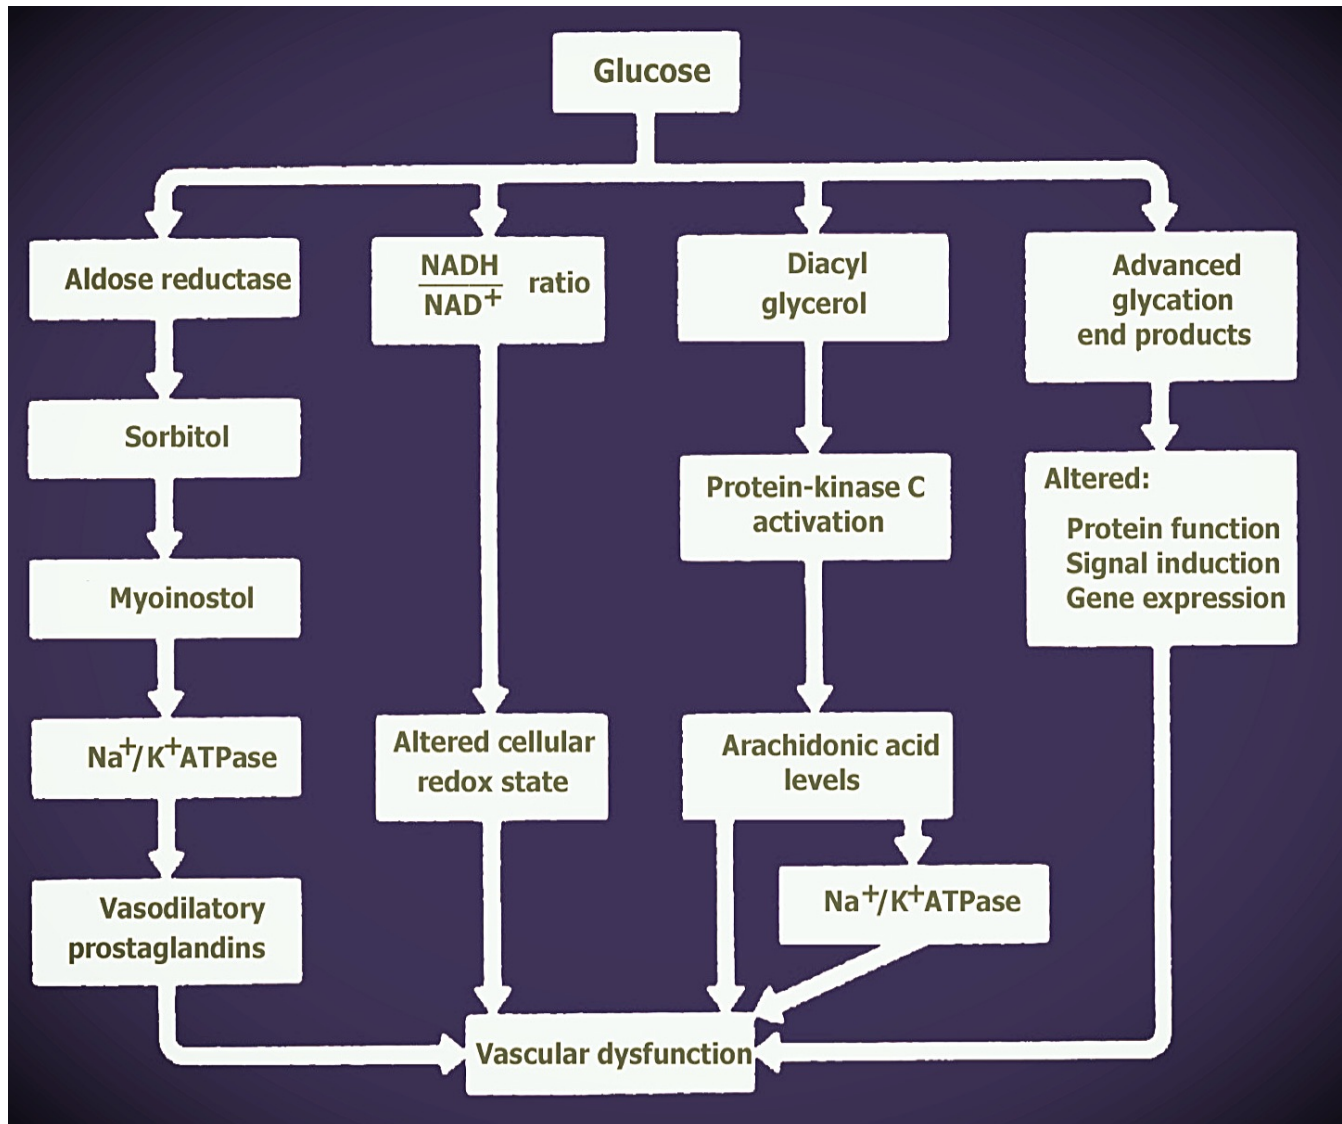 Glucose
Aldose reductase
NADH
NAD+ ratio
Diacyl
glycerol
Advanced
glycation
end products
Sorbitol
Protein-kinase C
activation
Altered:
Protein function
Signal induction
Gene expression
Myoinostol
Na+/K+ATPase
Altered cellular
redox state
Arachidonic acid
levels
Vasodilatory
prostaglandins
Na+/K+ATPase
Vascular dysfunction